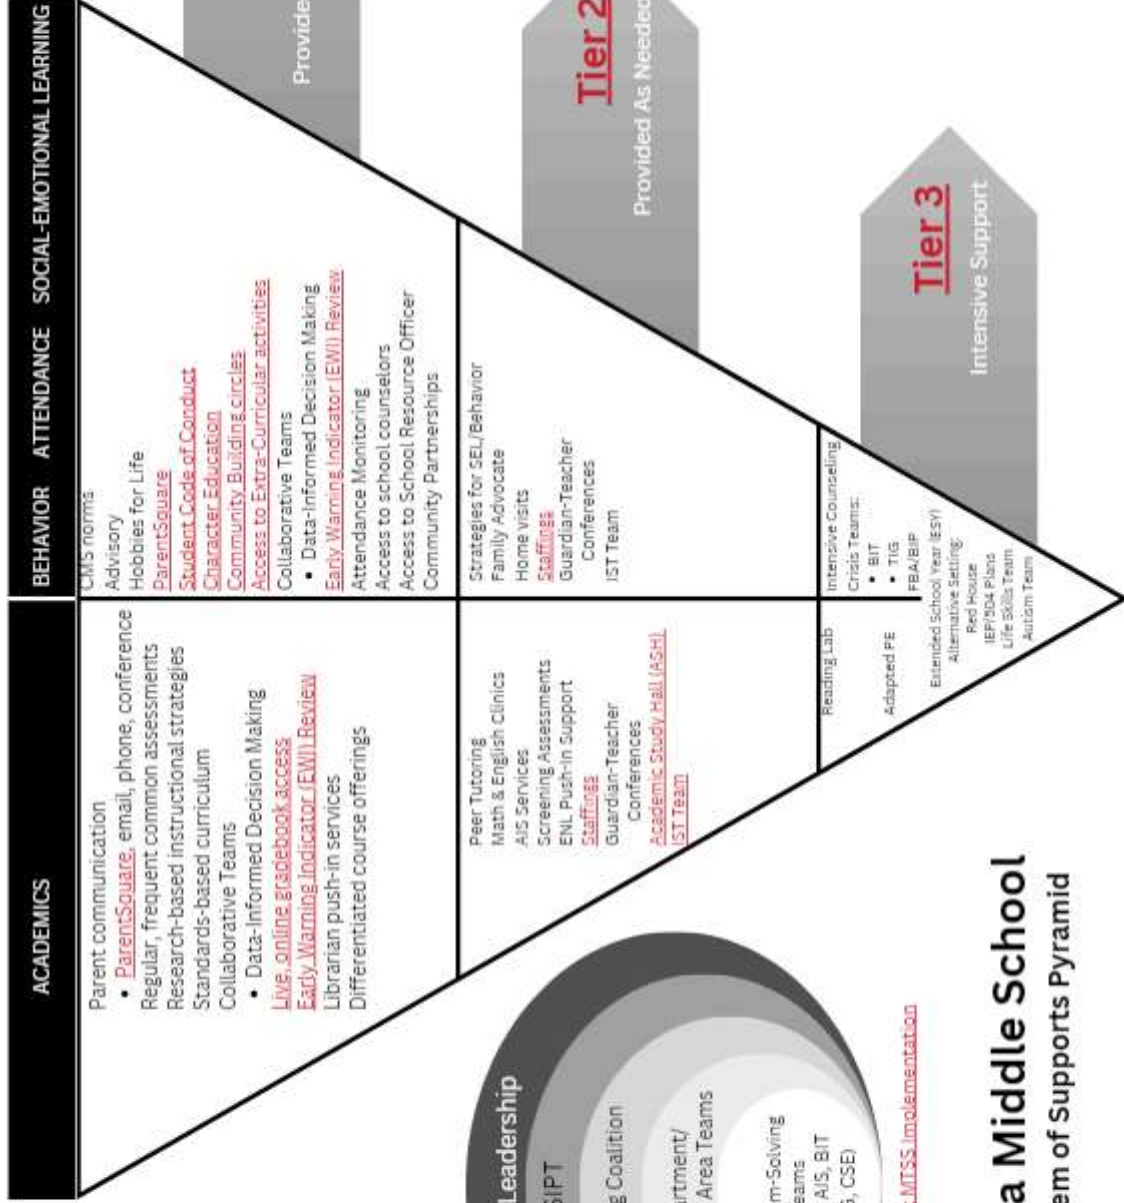 ACADEMICS
BEHAVIOR ATTENDANCE SOCIAL-EMOTIONAL LEARNING
Parent communication
• ParentSquare, email, phone, conference
Regular, frequent common assessments
Research-based instructional strategies
Standards-based curriculum
Collaborative Teams
• Data-Informed Decision Making
Live, online gradebook access
Early Warning Indicator (EWI) Review
Librarian push-in services
Differentiated course offerings
CMS norms
Advisory
Hobbies for Life
ParentSquare
Student Code of Conduct
Character Education
Community Building circles
Access to Extra-Curricular activities
Collaborative Teams
• Data-Informed Decision Making
Early Warning Indicator (EWI) Review
Attendance Monitoring
Access to school counselors
Access to School Resource Officer
Community Partnerships
Provide
Peer Tutoring
Math & English Clinics
AIS Services
Screening Assessments
ENL Push-In Support
Staffings
Guardian-Teacher
Conferences
Academic Study Hall (ASH)
IST Team
Strategies for SEL/Behavior
Family Advocate
Home visits
Staffings
Guardian-Teacher
Conferences
IST Team
Tier 2
Provided As Needed
Reading Lab
Adapted PE
Intensive Counseling
Crisis Teams:
• BIT
• TIG
FBA/BIP
Extended School Year (ESY)
Alternative Setting:
Red House
IEP/504 Plans
Life Skills Team
Autism Team
Tier 3
Intensive Support
Leadership
SIPT
g Coalition
rtment/
Area Teams
m-Solving
eams
AIS, BIT
, CSE)
MTSS Implementation
a Middle School
em of Supports Pyramid